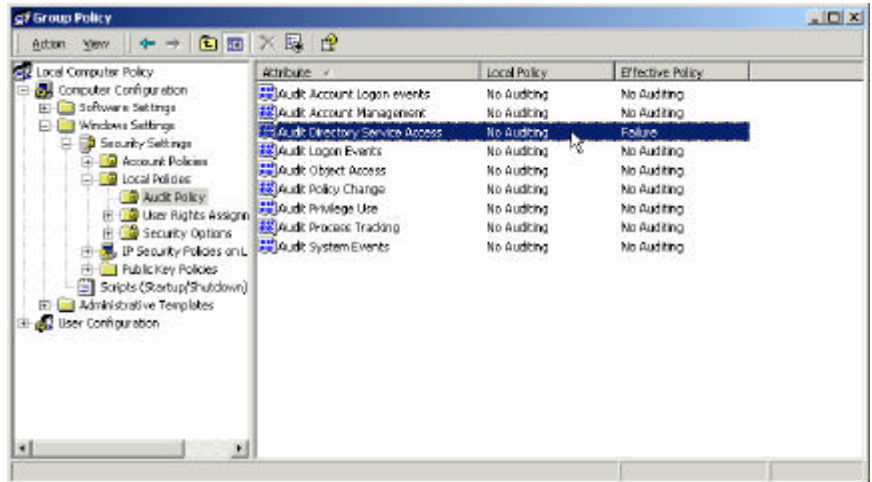 Group Policy
Action View
Local Computer Policy
Computer Configuration
Software Settings
Windows Settings
Security Settings
Account Policies
Local Policies
Audit Policy
User Rights Assignn
Security Options
IP Security Policies on L
Public Key Policies
Scripts (Startup/Shutdown)
Administrative Templates
User Configuration
Attribute Local Policy Effective Policy
Audit Account Logon events No Auditing No Auditing
Audit Account Management No Auditing No Auditing
Audit Directory Service Access No Auditing Failure
Audit Logon Events No Auditing No Auditing
Audit Object Access No Auditing No Auditing
Audit Policy Change No Auditing No Auditing
Audit Privilege Use No Auditing No Auditing
Audit Process Tracking No Auditing No Auditing
Audit System Events No Auditing No Auditing